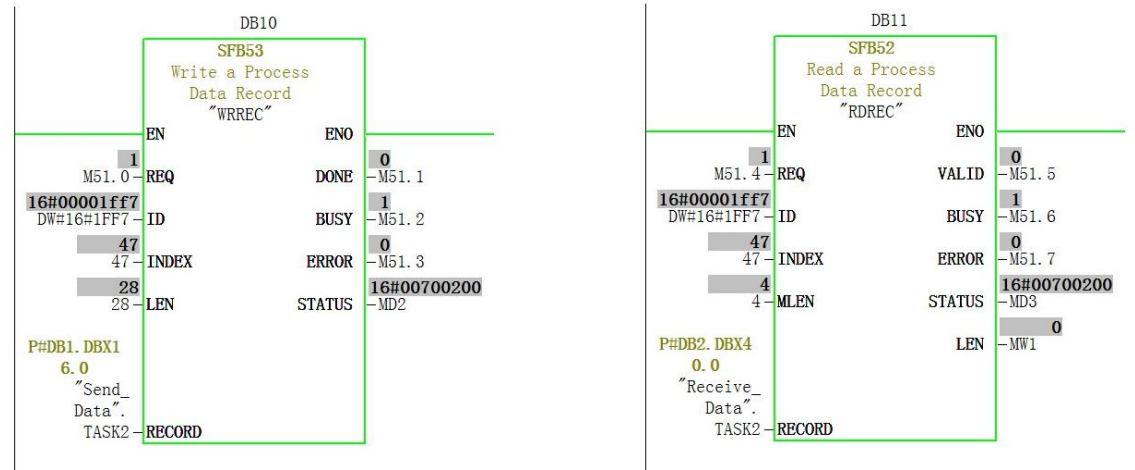 DB10
SFB53
Write a Process
Data Record
"WRREC"
EN ENO
1 0
M51.0 REQ DONE M51.1
16#00001ff7 1
DW#16#1FF7 ID BUSY M51.2
47 0
47 INDEX ERROR M51.3
28 16#00700200
28 LEN STATUS MD2
P#DB1.DBX1
6.0
"Send_
Data".
TASK2 RECORD
DB11
SFB52
Read a Process
Data Record
"RDREC"
EN ENO
1 0
M51.4 REQ VALID M51.5
16#00001ff7 1
DW#16#1FF7 ID BUSY M51.6
47 0
47 INDEX ERROR M51.7
4 16#00700200
4 MLEN STATUS MD3
0
LEN MW1
P#DB2.DBX4
0.0
"Receive_
Data".
TASK2 RECORD